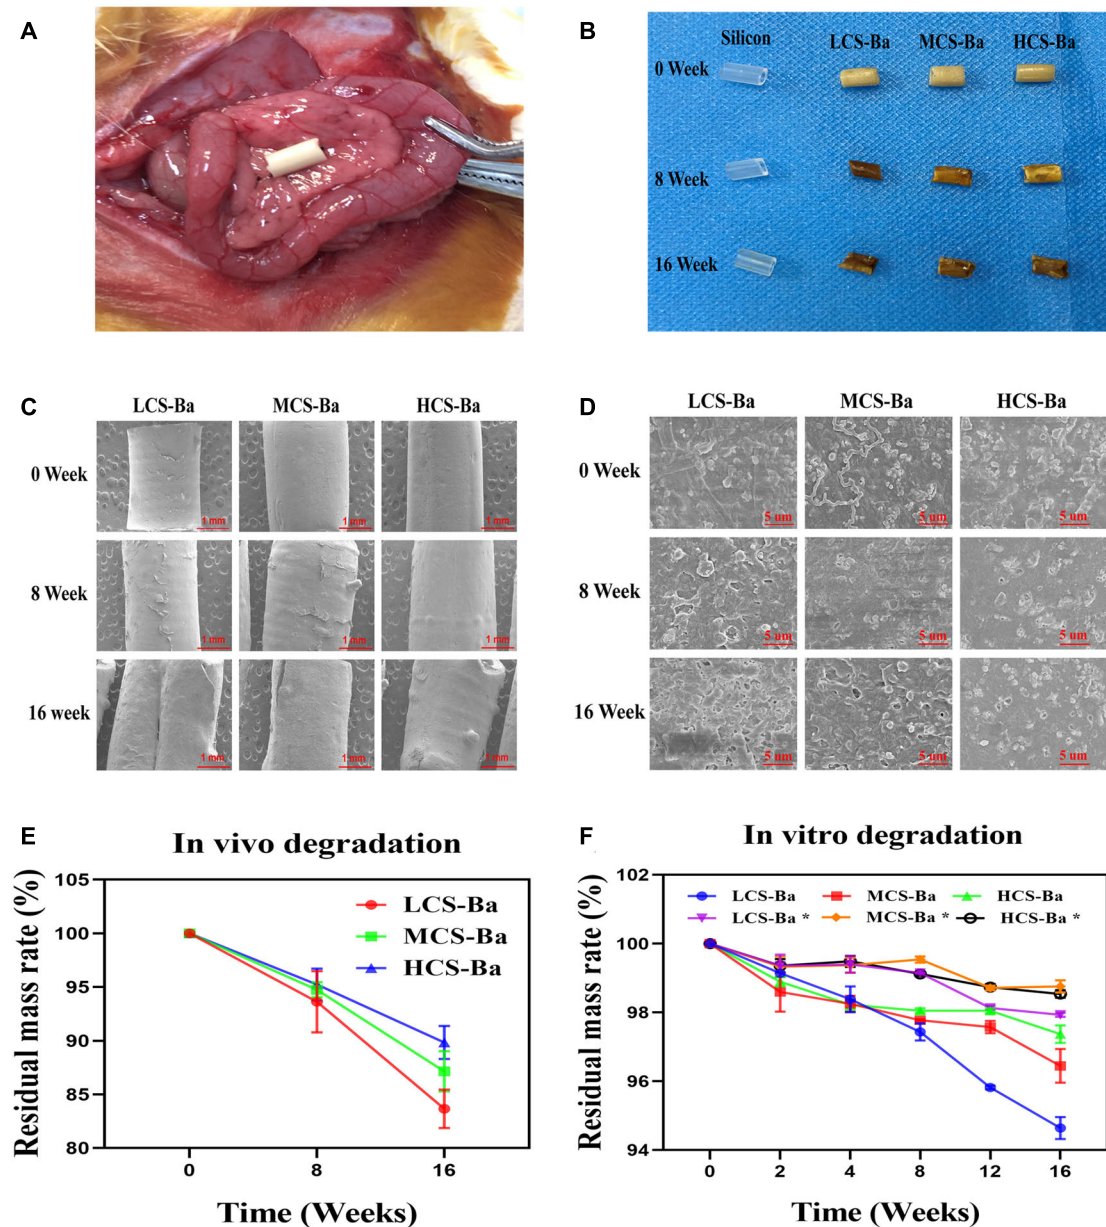 A
B
Silicon LCS-Ba MCS-Ba HCS-Ba
0 Week
8 Week
16 Week
C
LCS-Ba MCS-Ba HCS-Ba
0 Week
1 mm 1 mm 1 mm
8 Week
1 mm 1 mm 1 mm
16 week
1 mm 1 mm 1 mm
D
LCS-Ba MCS-Ba HCS-Ba
0 Week
5 um 5 um 5 um
8 Week
5 um 5 um 5 um
16 Week
5 um 5 um 5 um
E
In vivo degradation
Residual mass rate (%)
105
100
95
90
85
80
LCS-Ba
MCS-Ba
HCS-Ba
0 8 16
Time (Weeks)
F
In vitro degradation
Residual mass rate (%)
102
100
98
96
94
LCS-Ba MCS-Ba HCS-Ba
LCS-Ba * MCS-Ba * HCS-Ba *
0 2 4 8 12 16
Time (Weeks)